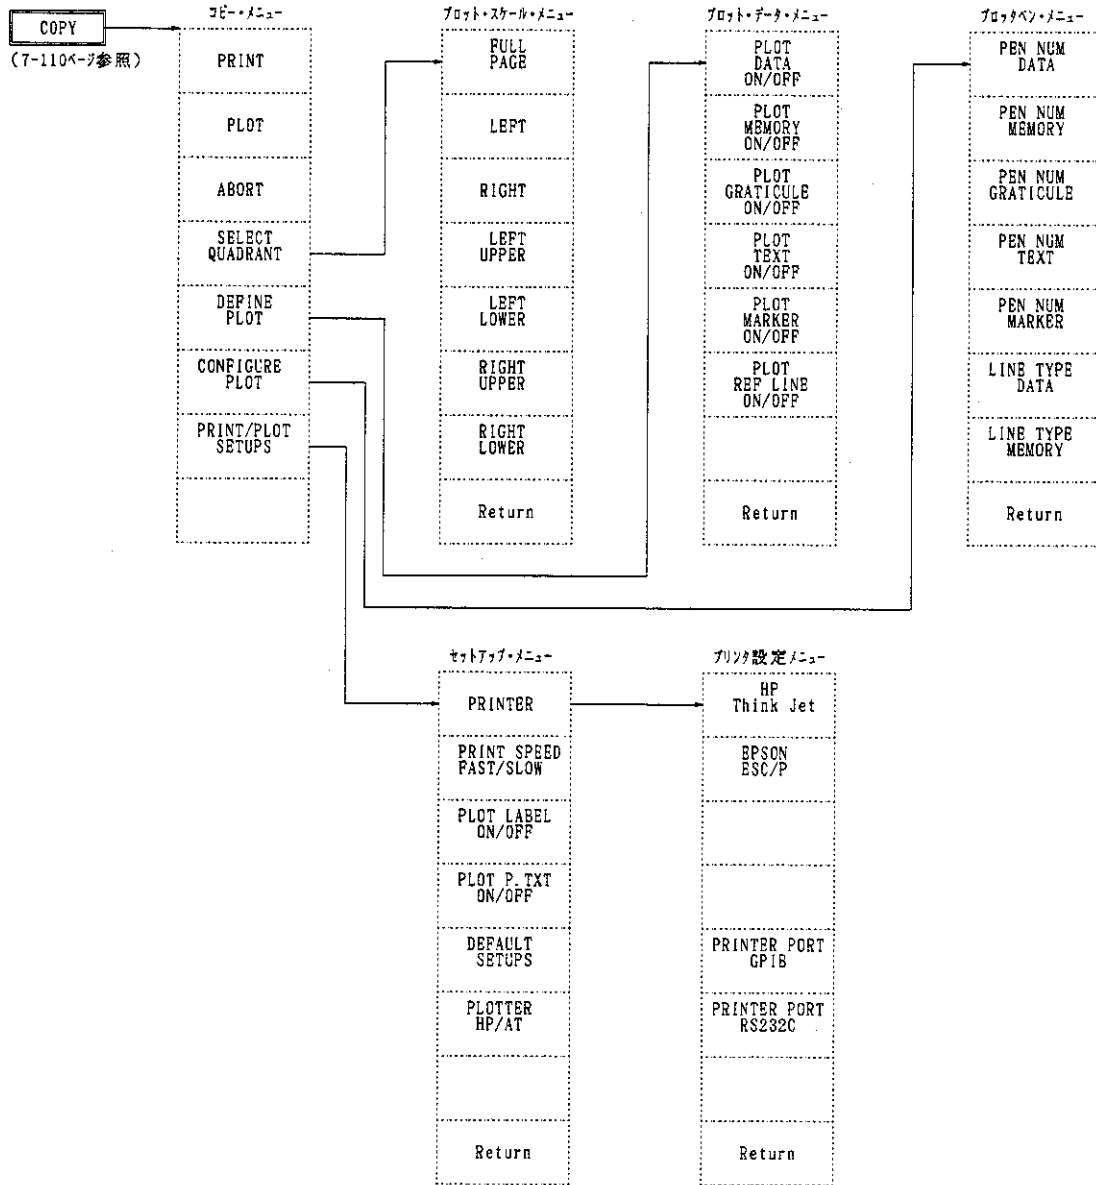 COPY
(7-110ページ参照)
コピー・メニュー
PRINT
PLOT
ABORT
SELECT
QUADRANT
DEFINE
PLOT
CONFIGURE
PLOT
PRINT/PLOT
SETUPS
プロット・スケール・メニュー
FULL
PAGE
LEFT
RIGHT
LEFT
UPPER
LEFT
LOWER
RIGHT
UPPER
RIGHT
LOWER
Return
プロット・データ・メニュー
PLOT
DATA
ON/OFF
PLOT
MEMORY
ON/OFF
PLOT
GRATICULE
ON/OFF
PLOT
TEXT
ON/OFF
PLOT
MARKER
ON/OFF
PLOT
REF LINE
ON/OFF
Return
プロッタペン・メニュー
PEN NUM
DATA
PEN NUM
MEMORY
PEN NUM
GRATICULE
PEN NUM
TEXT
PEN NUM
MARKER
LINE TYPE
DATA
LINE TYPE
MEMORY
Return
セットアップ・メニュー
PRINTER
PRINT SPEED
FAST/SLOW
PLOT LABEL
ON/OFF
PLOT P.TXT
ON/OFF
DEFAULT
SETUPS
PLOTTER
HP/AT
Return
プリンタ設定メニュー
HP
Think Jet
EPSON
ESC/P
PRINTER PORT
GPIB
PRINTER PORT
RS232C
Return